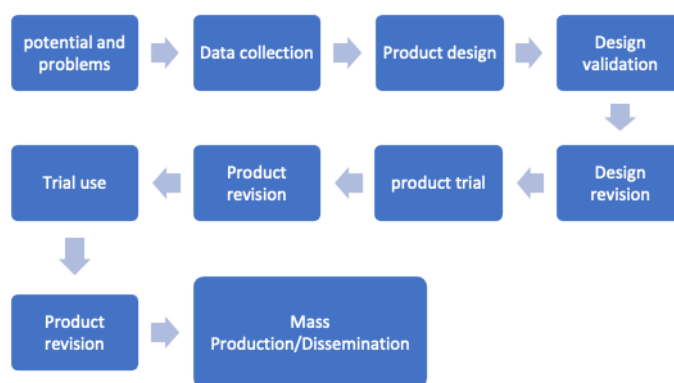 potential and
problems
Data collection
Product design
Design
validation
Design
revision
product trial
Product
revision
Trial use
Product
revision
Mass
Production/Dissemination